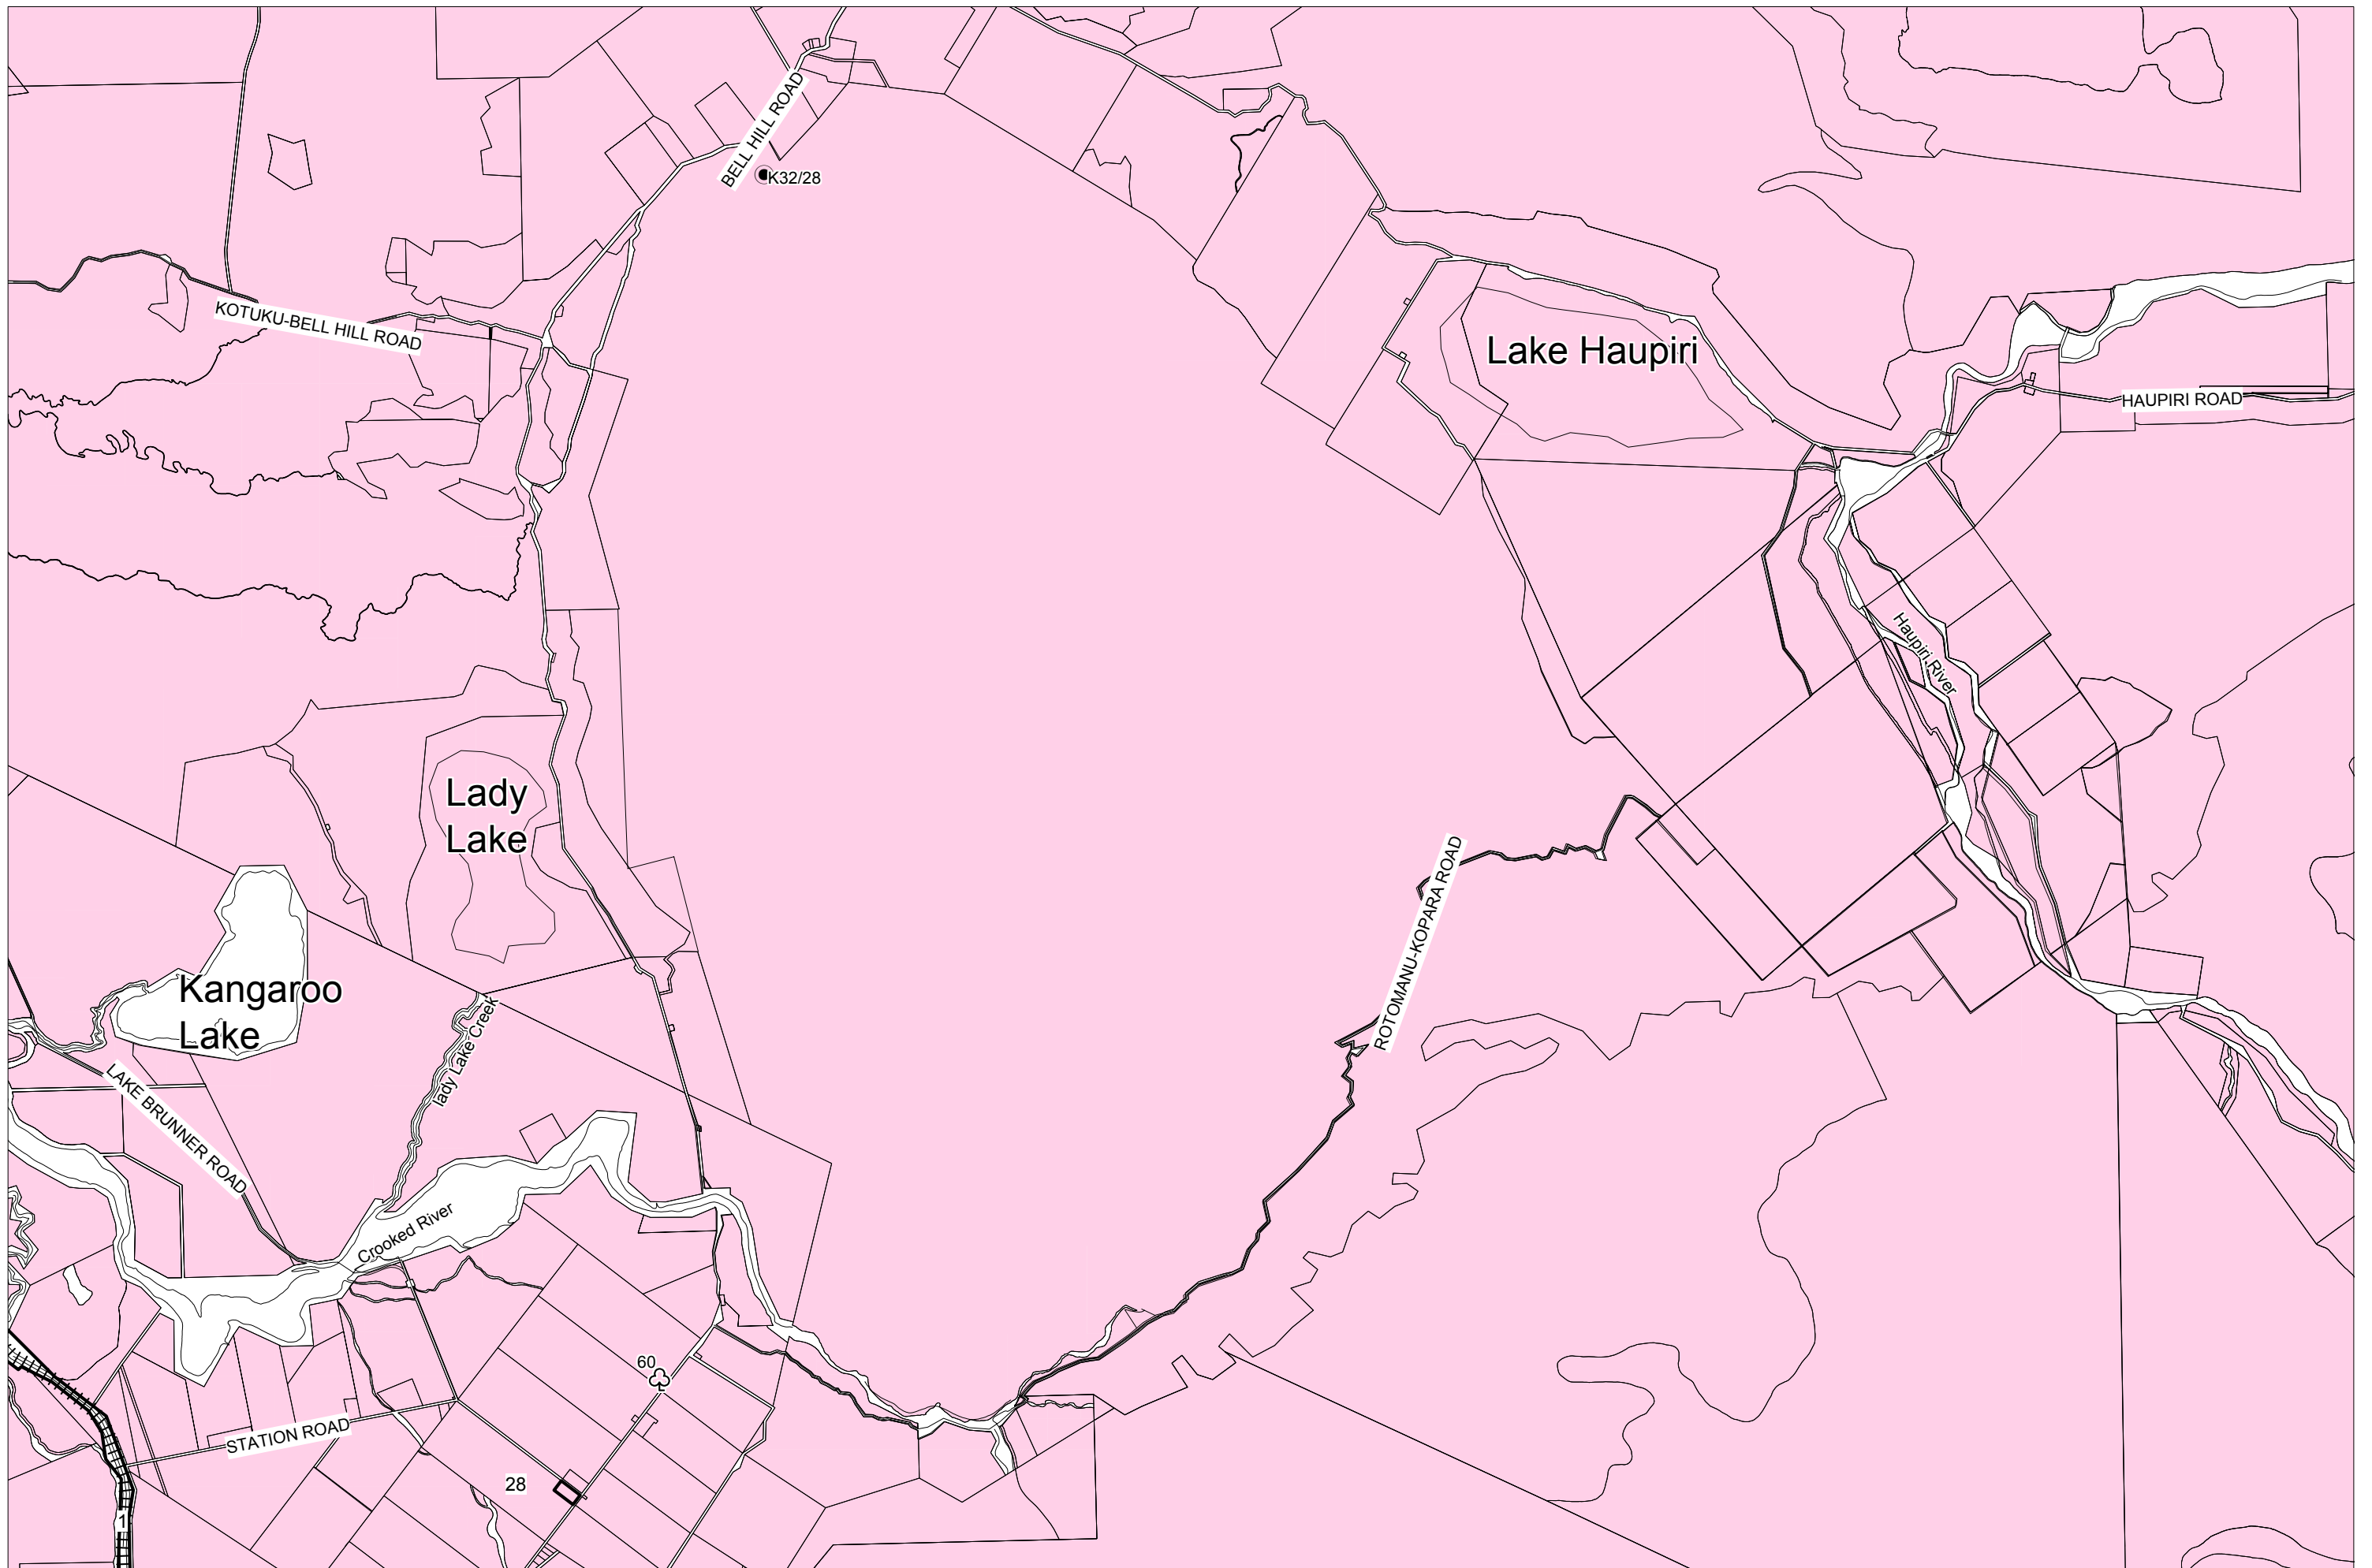 BELL HILL ROAD
K32/28
KOTUKU-BELL HILL ROAD
Lake Haupiri
HAUPIRI ROAD
Haupiri River
Lady
Lake
ROTOMANU-KOPARA ROAD
Kangaroo
Lake
lady Lake Creek
LAKE BRUNNER ROAD
Crooked River
60
STATION ROAD
28
1